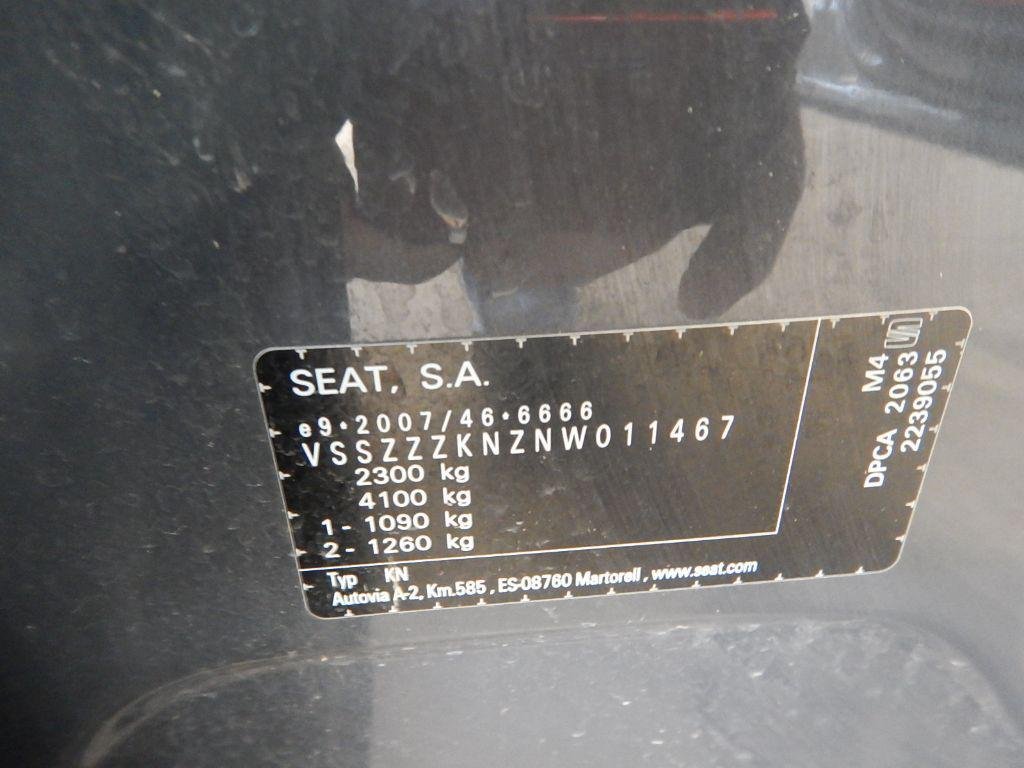 SEAT, S.A.
e9*2007/46*6666
VSSZZZKNZNW011467
2300 kg
4100 kg
1 - 1090 kg
2 - 1260 kg
Typ KN
Autovia A-2, Km.585, ES-08760 Martorell, www.seat.com
M4
DPCA 2063
2239055